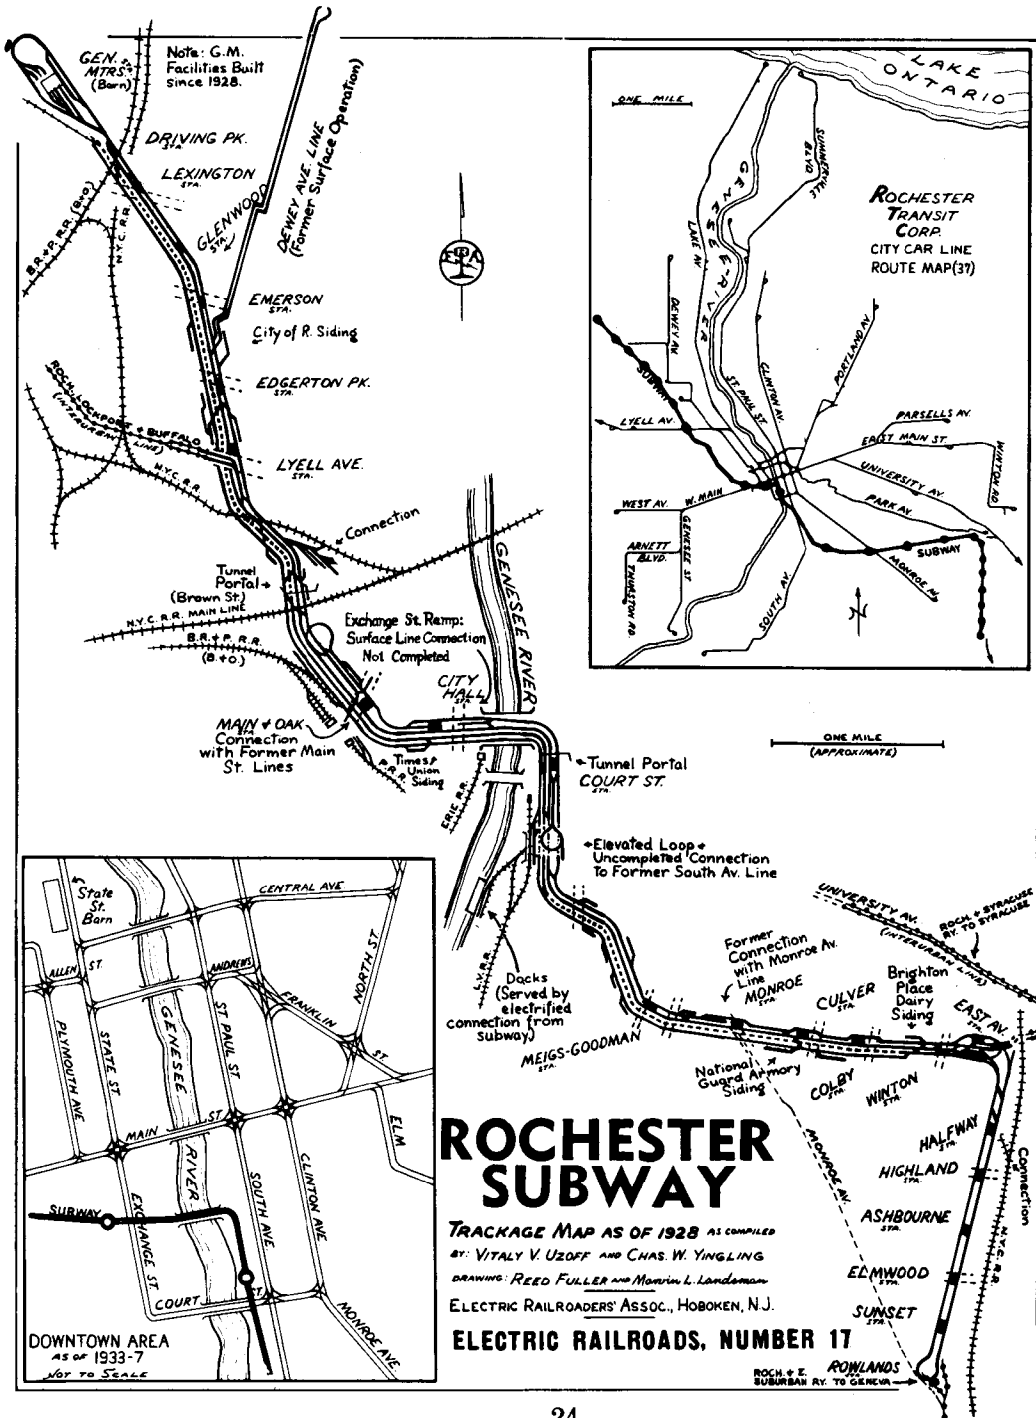 GEN.
MTRS.
(Barn)
Note: G.M.
Facilities Built
since 1928.
DRIVING PK.
STA.
LEXINGTON
STA.
GLENWOOD
STA.
DEWEY AVE. LINE
(Former Surface Operation)
B.R.+P. R.R. (B+O.)
N.Y.C. R.R.
EMERSON
STA.
City of R. Siding
EDGERTON PK.
STA.
ROCH. LOCKPORT + BUFFALO
(INTERURBAN LINE)
N.Y.C. R.R.
LYELL AVE.
STA.
Connection
Tunnel
Portal
(Brown St.)
N.Y.C. R.R. MAIN LINE
B.R.+P. R.R.
(B.+O.)
Exchange St. Ramp:
Surface Line Connection
Not Completed
CITY
HALL
STA.
GENESEE RIVER
MAIN + OAK
STA.
Connection
with Former Main
St. Lines
P.R.R.
Times +
Union
Siding
ERIE R.R.
Tunnel Portal
COURT ST.
STA.
Elevated Loop +
Uncompleted Connection
To Former South Av. Line
L.V.R.R.
Docks
(Served by
electrified
connection from
subway)
MEIGS-GOODMAN
STA.
Former
Connection
with Monroe Av.
Line
MONROE
STA.
National
Guard Armory
Siding
CULVER
STA.
COLBY
STA.
WINTON
STA.
Brighton
Place
Dairy
Siding
EAST AV.
STA.
UNIVERSITY AV.
(INTERURBAN LINE)
ROCH. + SYRACUSE
RY. TO SYRACUSE
MONROE AV.
HALFWAY
STA.
HIGHLAND
STA.
ASHBOURNE
STA.
ELMWOOD
STA.
SUNSET
STA.
ROWLANDS
STA.
Connection
N.Y.C. R.R.
ROCH. + E.
SUBURBAN RY. TO GENEVA
ONE MILE
(APPROXIMATE)
LAKE
ONTARIO
ONE MILE
ROCHESTER
TRANSIT
CORP.
CITY CAR LINE
ROUTE MAP (37)
GENESEE RIVER
SUMMERVILLE
BLVD
LAKE AV.
DEWEY AV.
SUBWAY
ST. PAUL ST.
CLINTON AV.
PORTLAND AV.
LYELL AV.
PARSELLS AV.
EAST MAIN ST.
WINTON RD
UNIVERSITY AV.
PARK AV.
WEST AV.
W. MAIN
GENESEE ST
ARNETT
BLVD.
THURSTON RD
SOUTH AV.
SUBWAY
MONROE AV.
N
State
St.
Barn
CENTRAL AVE
ALLEN
ST.
ANDREWS
FRANKLIN
ST.
NORTH ST.
PLYMOUTH AVE
STATE ST
GENESEE
RIVER
ST PAUL ST
MAIN
ST.
ELM
SUBWAY
EXCHANGE ST.
SOUTH AVE.
CLINTON AVE
COURT
ST.
MONROE AVE
DOWNTOWN AREA
AS OF 1933-7
NOT TO SCALE
ROCHESTER
SUBWAY
TRACKAGE MAP AS OF 1928 AS COMPILED
BY: VITALY V. UZOFF AND CHAS. W. YINGLING
DRAWING: REED FULLER AND Marvin L. Landsman
ELECTRIC RAILROADERS' ASSOC., HOBOKEN, N.J.
ELECTRIC RAILROADS, NUMBER 17
24